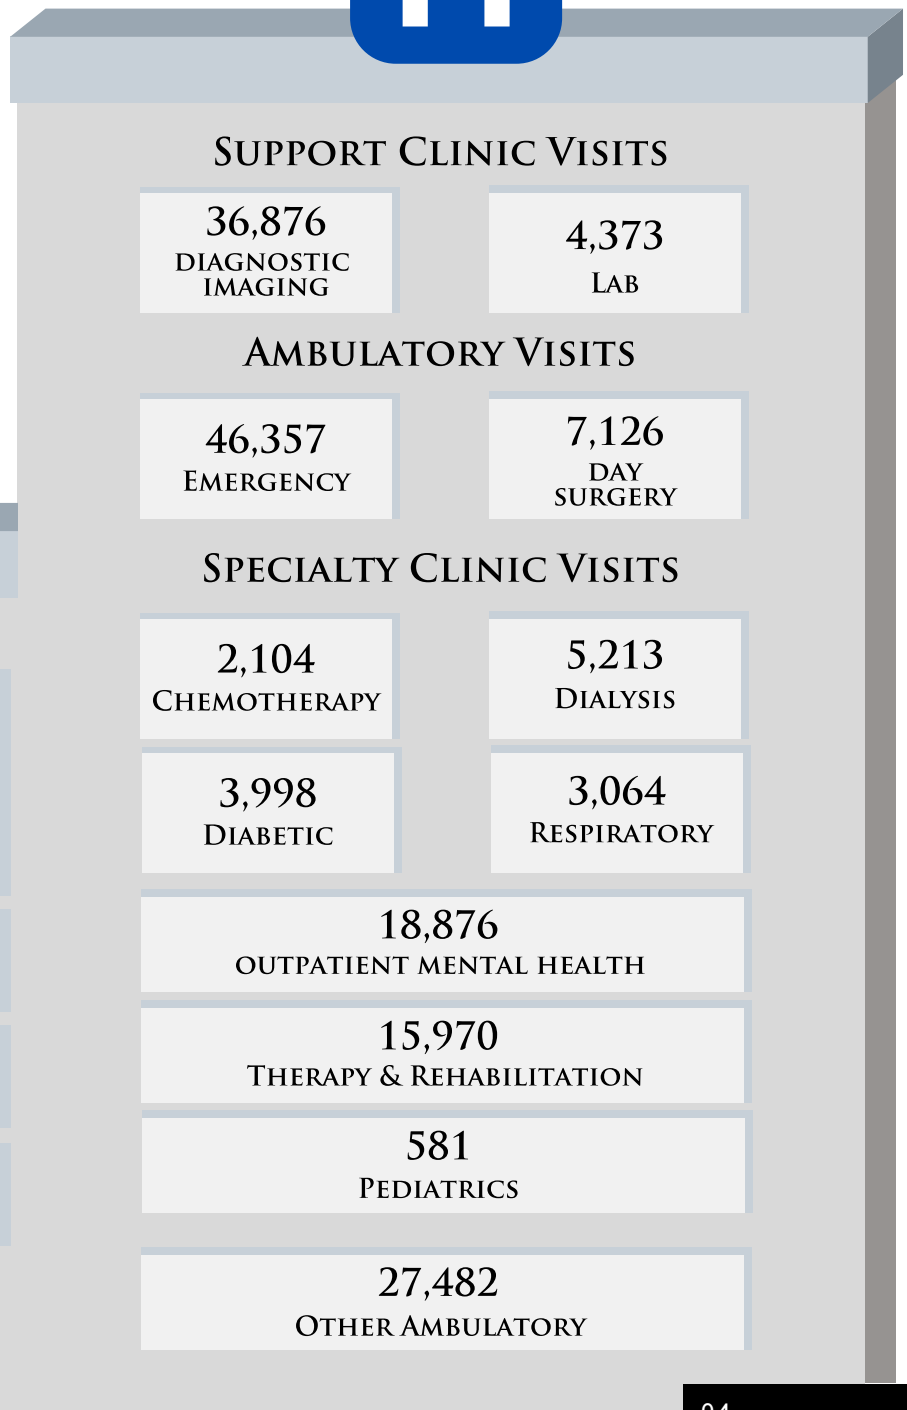 Support Clinic Visits
36,876
diagnostic
imaging
4,373
Lab
Ambulatory Visits
46,357
Emergency
7,126
day
surgery
Specialty Clinic Visits
2,104
Chemotherapy
5,213
Dialysis
3,998
Diabetic
3,064
Respiratory
18,876
outpatient mental health
15,970
Therapy & Rehabilitation
581
Pediatrics
27,482
Other Ambulatory